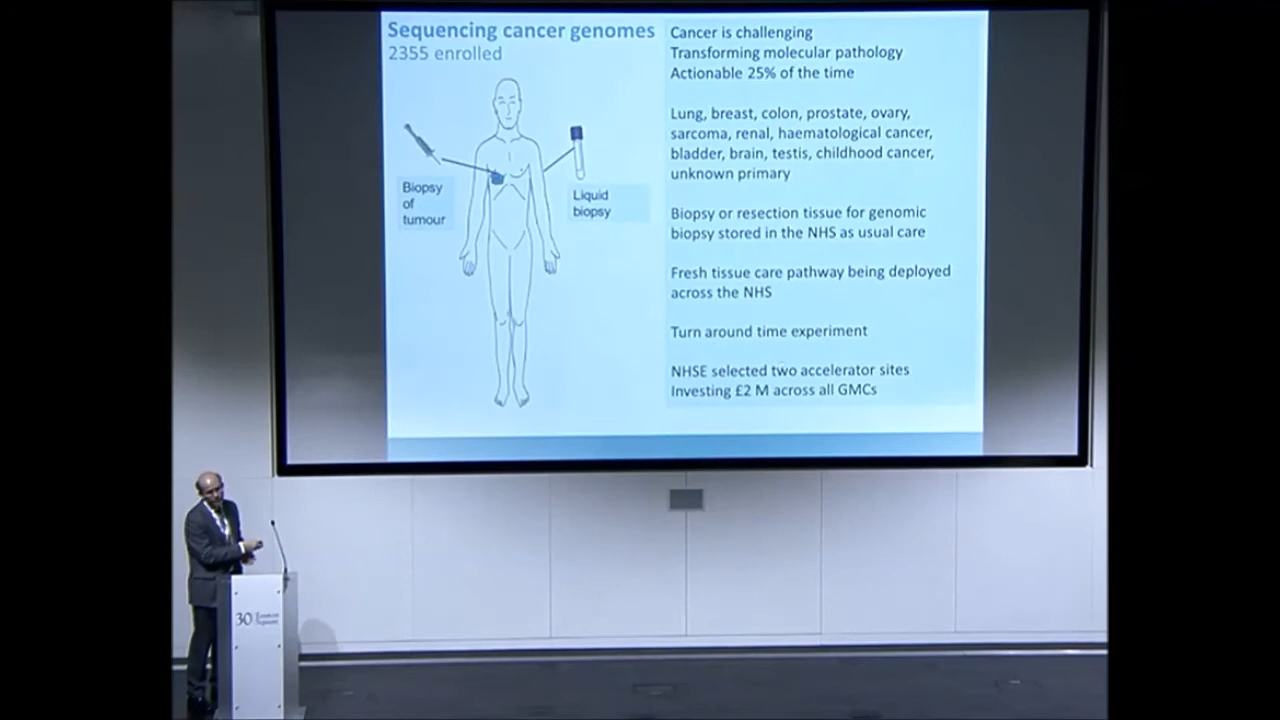 Sequencing cancer genomes
2355 enrolled
Biopsy
of
tumour
Liquid
biopsy
Cancer is challenging
Transforming molecular pathology
Actionable 25% of the time
Lung, breast, colon, prostate, ovary,
sarcoma, renal, haematological cancer,
bladder, brain, testis, childhood cancer,
unknown primary
Biopsy or resection tissue for genomic
biopsy stored in the NHS as usual care
Fresh tissue care pathway being deployed
across the NHS
Turn around time experiment
NHSE selected two accelerator sites
Investing £2 M across all GMCs
30